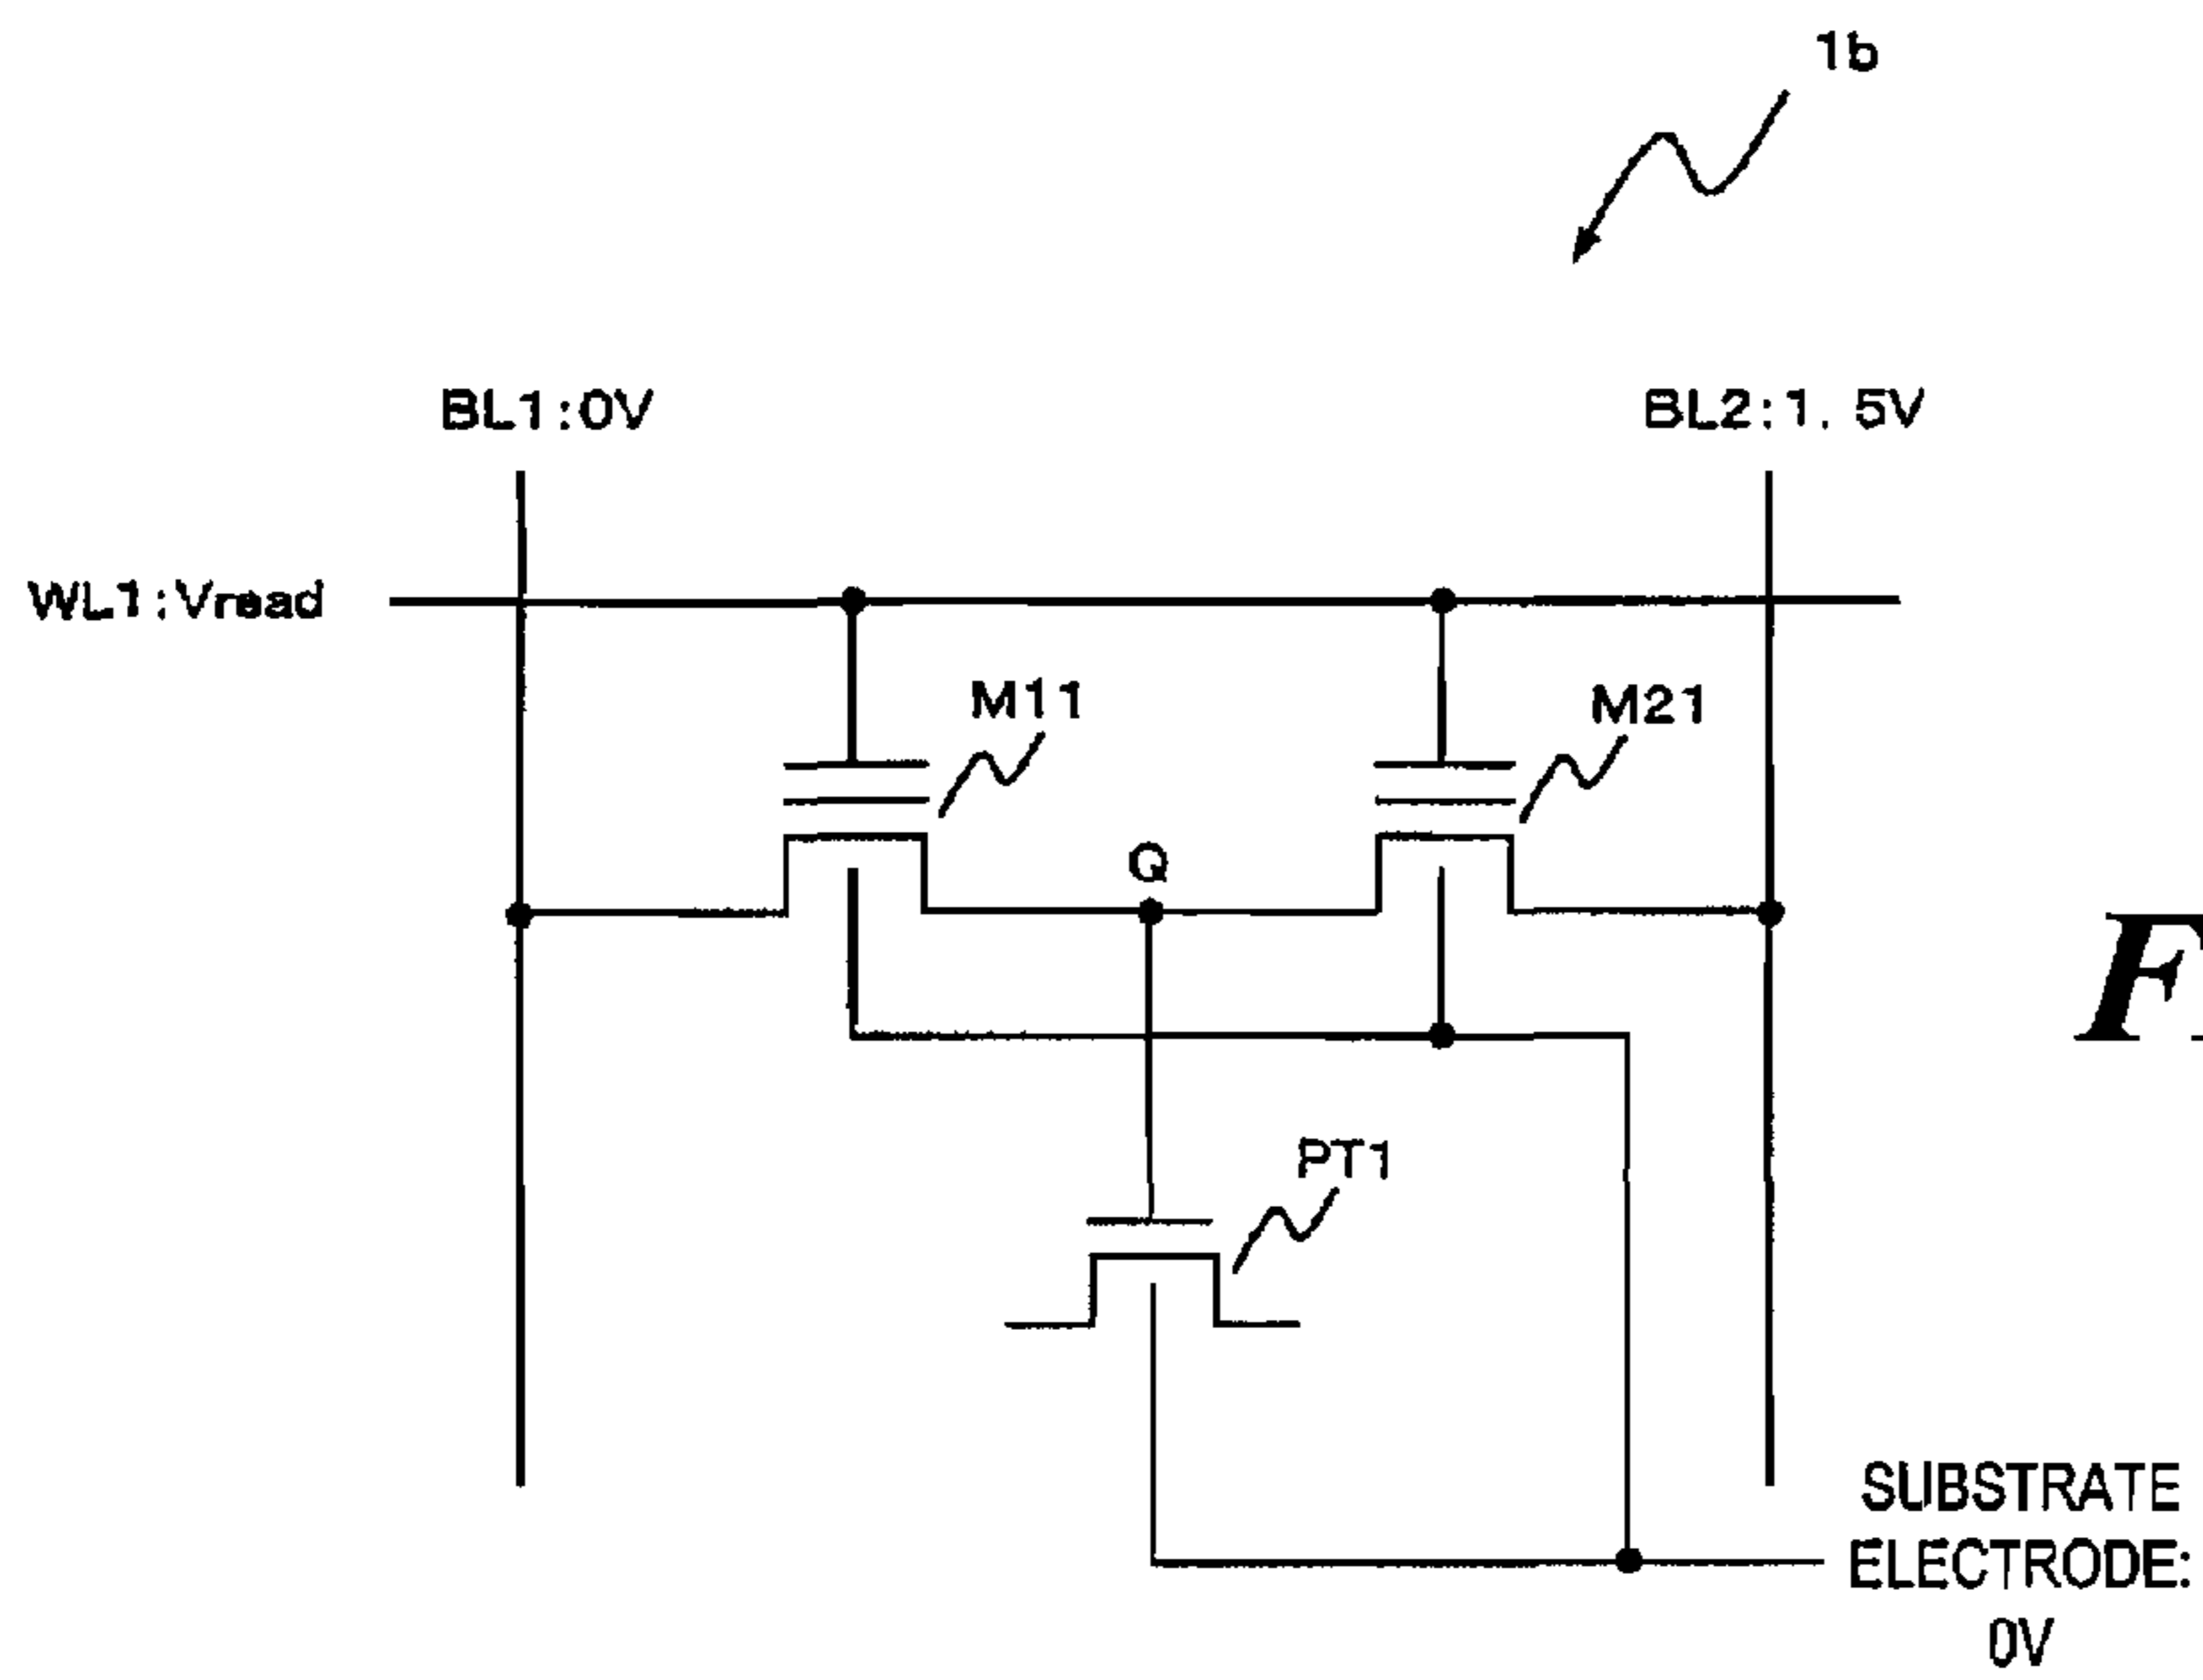 1b
BL1:0V
BL2:1. 5V
WL1:Vread
M11
M21
Q
F
PT1
SUBSTRATE
ELECTRODE:
0V